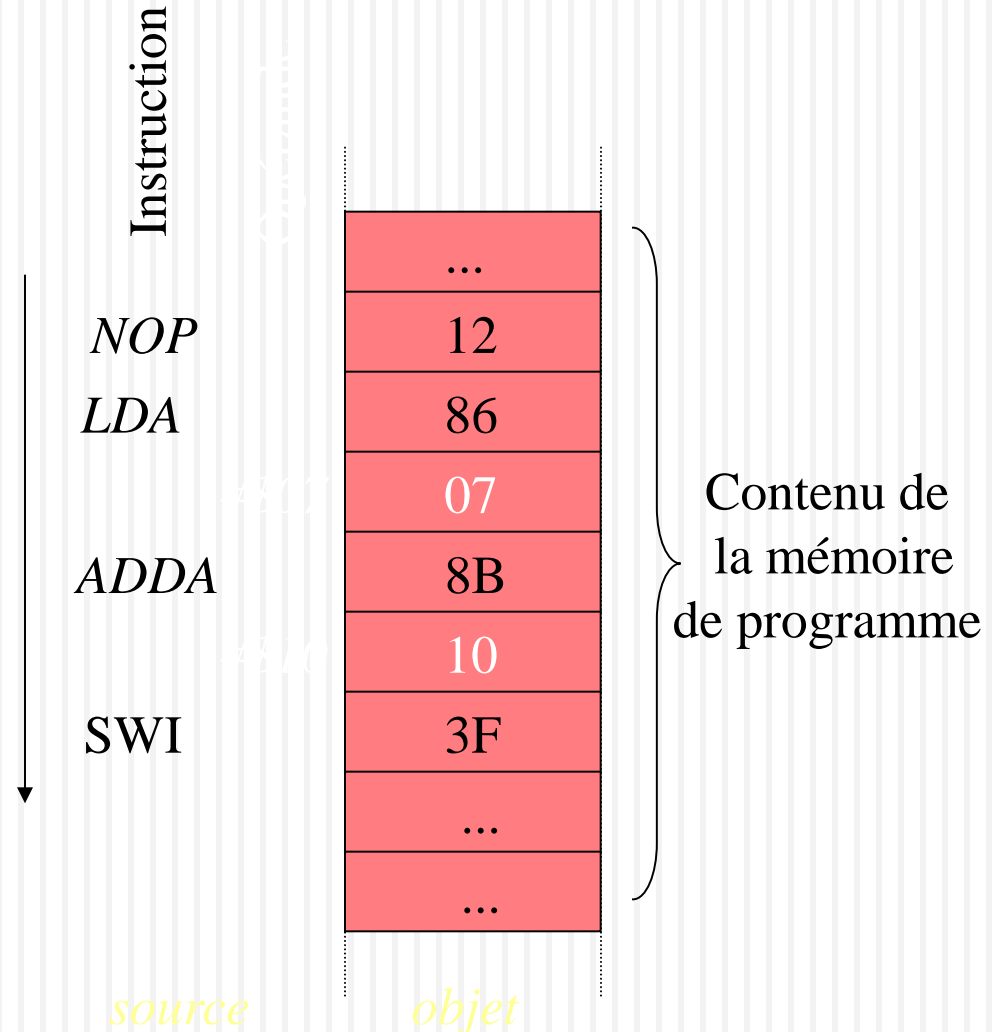 Instruction
...
NOP 12
LDA 86
07
ADDA 8B
10
SWI 3F
...
...
Contenu de
la mémoire
de programme
source objet